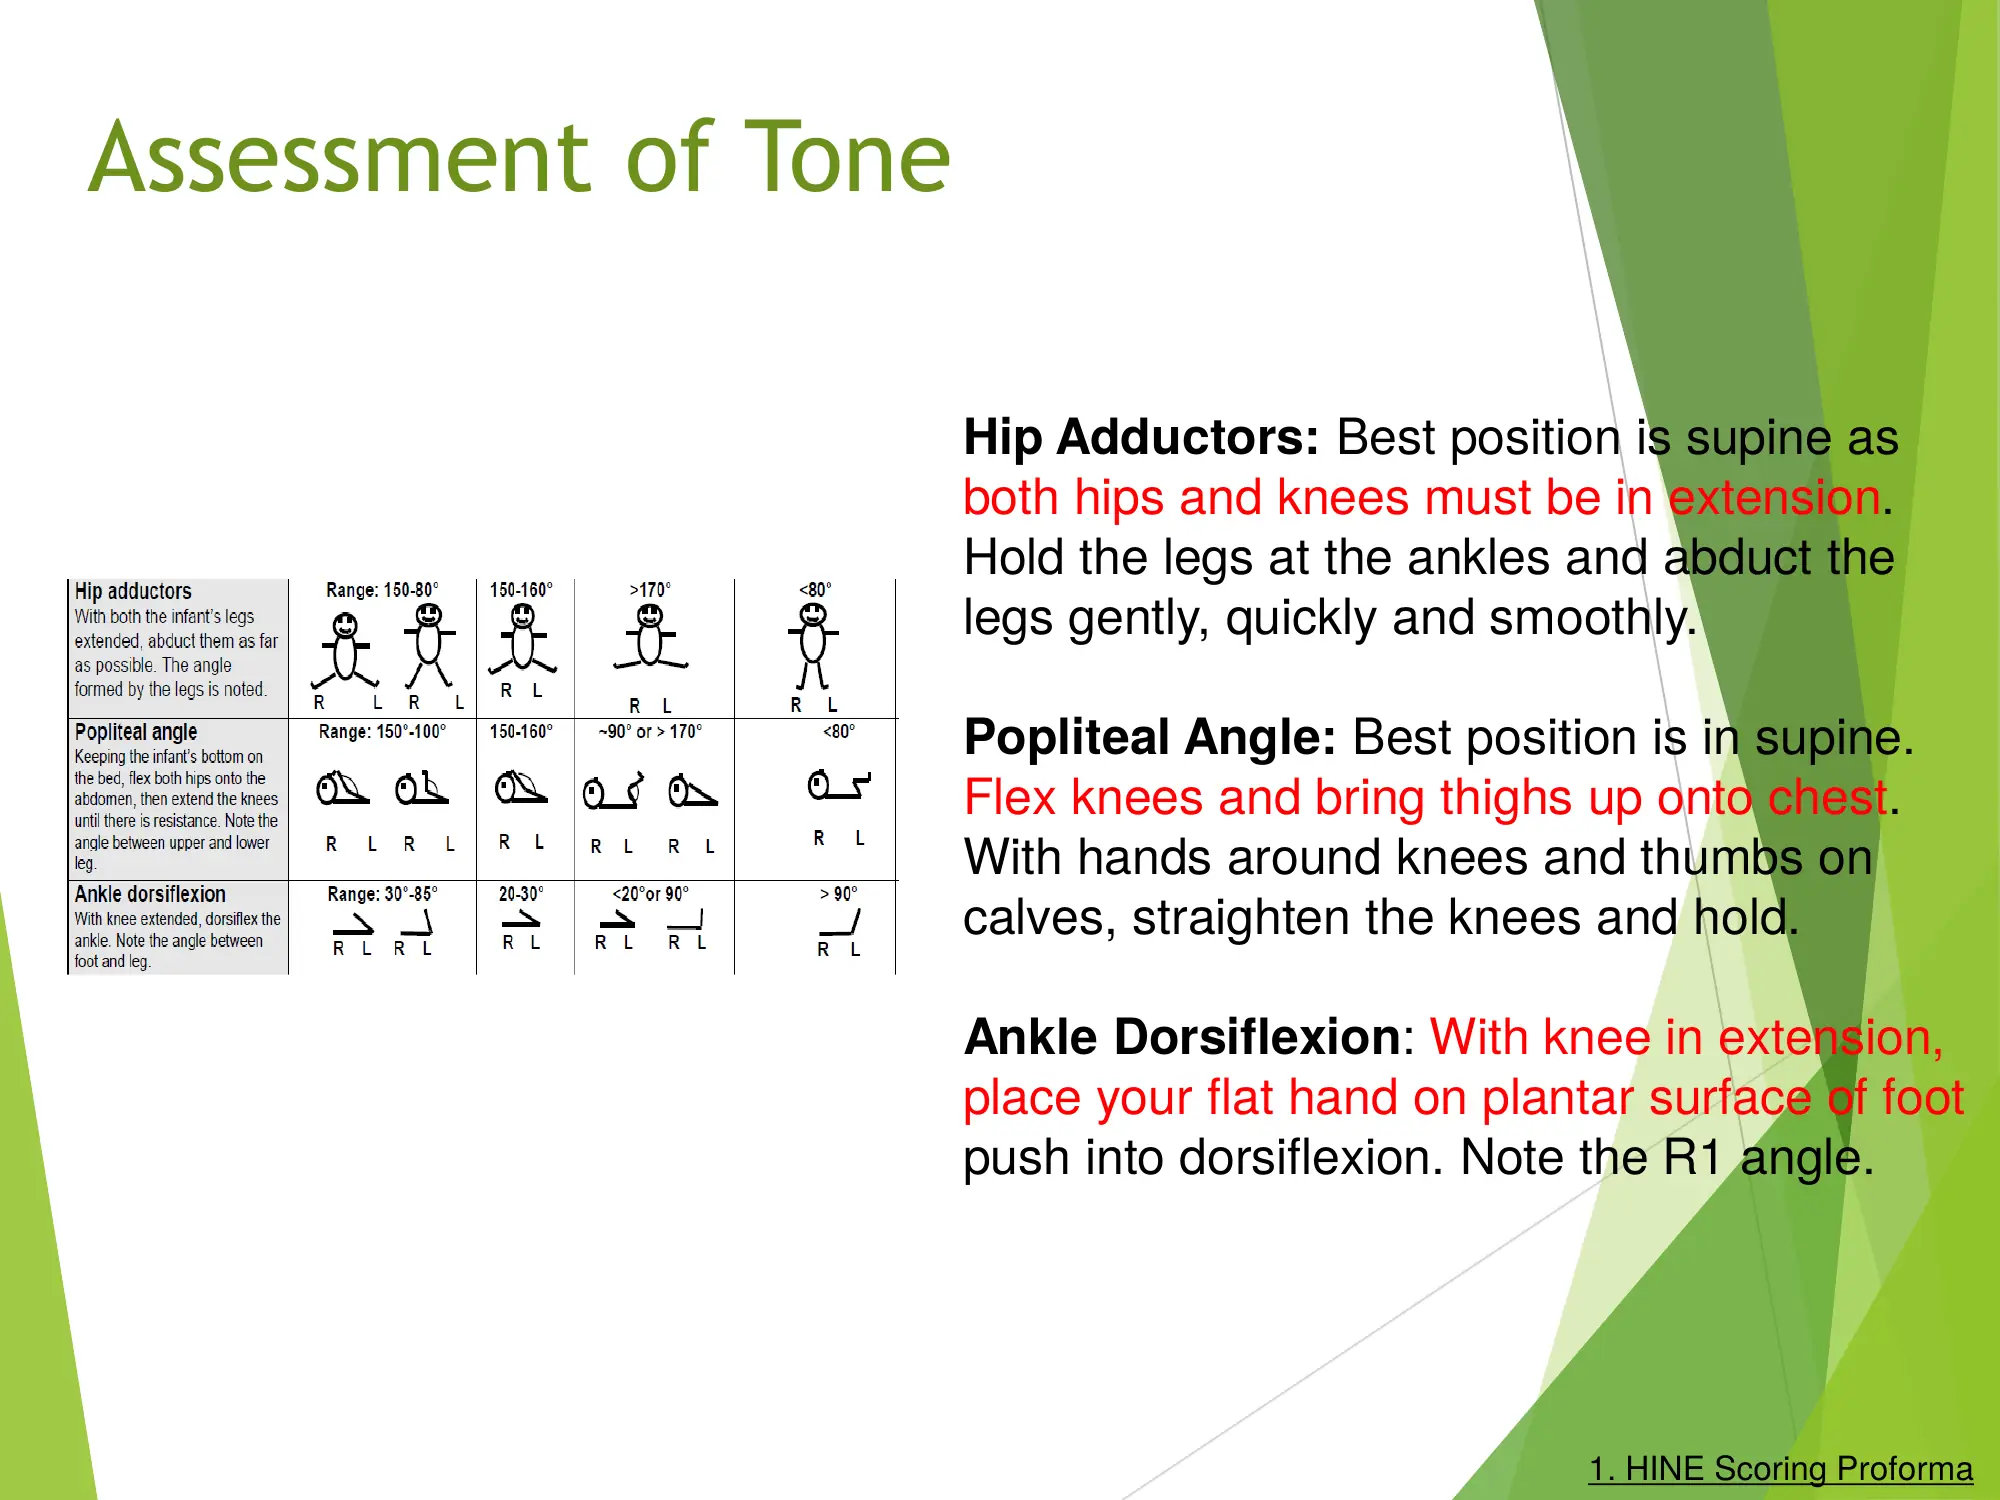 Assessment of Tone
Hip adductors
With both the infant's legs
extended, abduct them as far
as possible. The angle
formed by the legs is noted.
Range: 150-80°
R L R L
150-160°
R L
>170°
R L
<80°
R L
Popliteal angle
Keeping the infant's bottom on
the bed, flex both hips onto the
abdomen, then extend the knees
until there is resistance. Note the
angle between upper and lower
leg.
Range: 150°-100°
R L R L
150-160°
R L
~90° or > 170°
R L R L
<80°
R L
Ankle dorsiflexion
With knee extended, dorsiflex the
ankle. Note the angle between
foot and leg.
Range: 30°-85°
R L R L
20-30°
R L
<20°or 90°
R L R L
> 90°
R L
Hip Adductors: Best position is supine as
both hips and knees must be in extension.
Hold the legs at the ankles and abduct the
legs gently, quickly and smoothly.
Popliteal Angle: Best position is in supine.
Flex knees and bring thighs up onto chest.
With hands around knees and thumbs on
calves, straighten the knees and hold.
Ankle Dorsiflexion: With knee in extension,
place your flat hand on plantar surface of foot
push into dorsiflexion. Note the R1 angle.
1. HINE Scoring Proforma